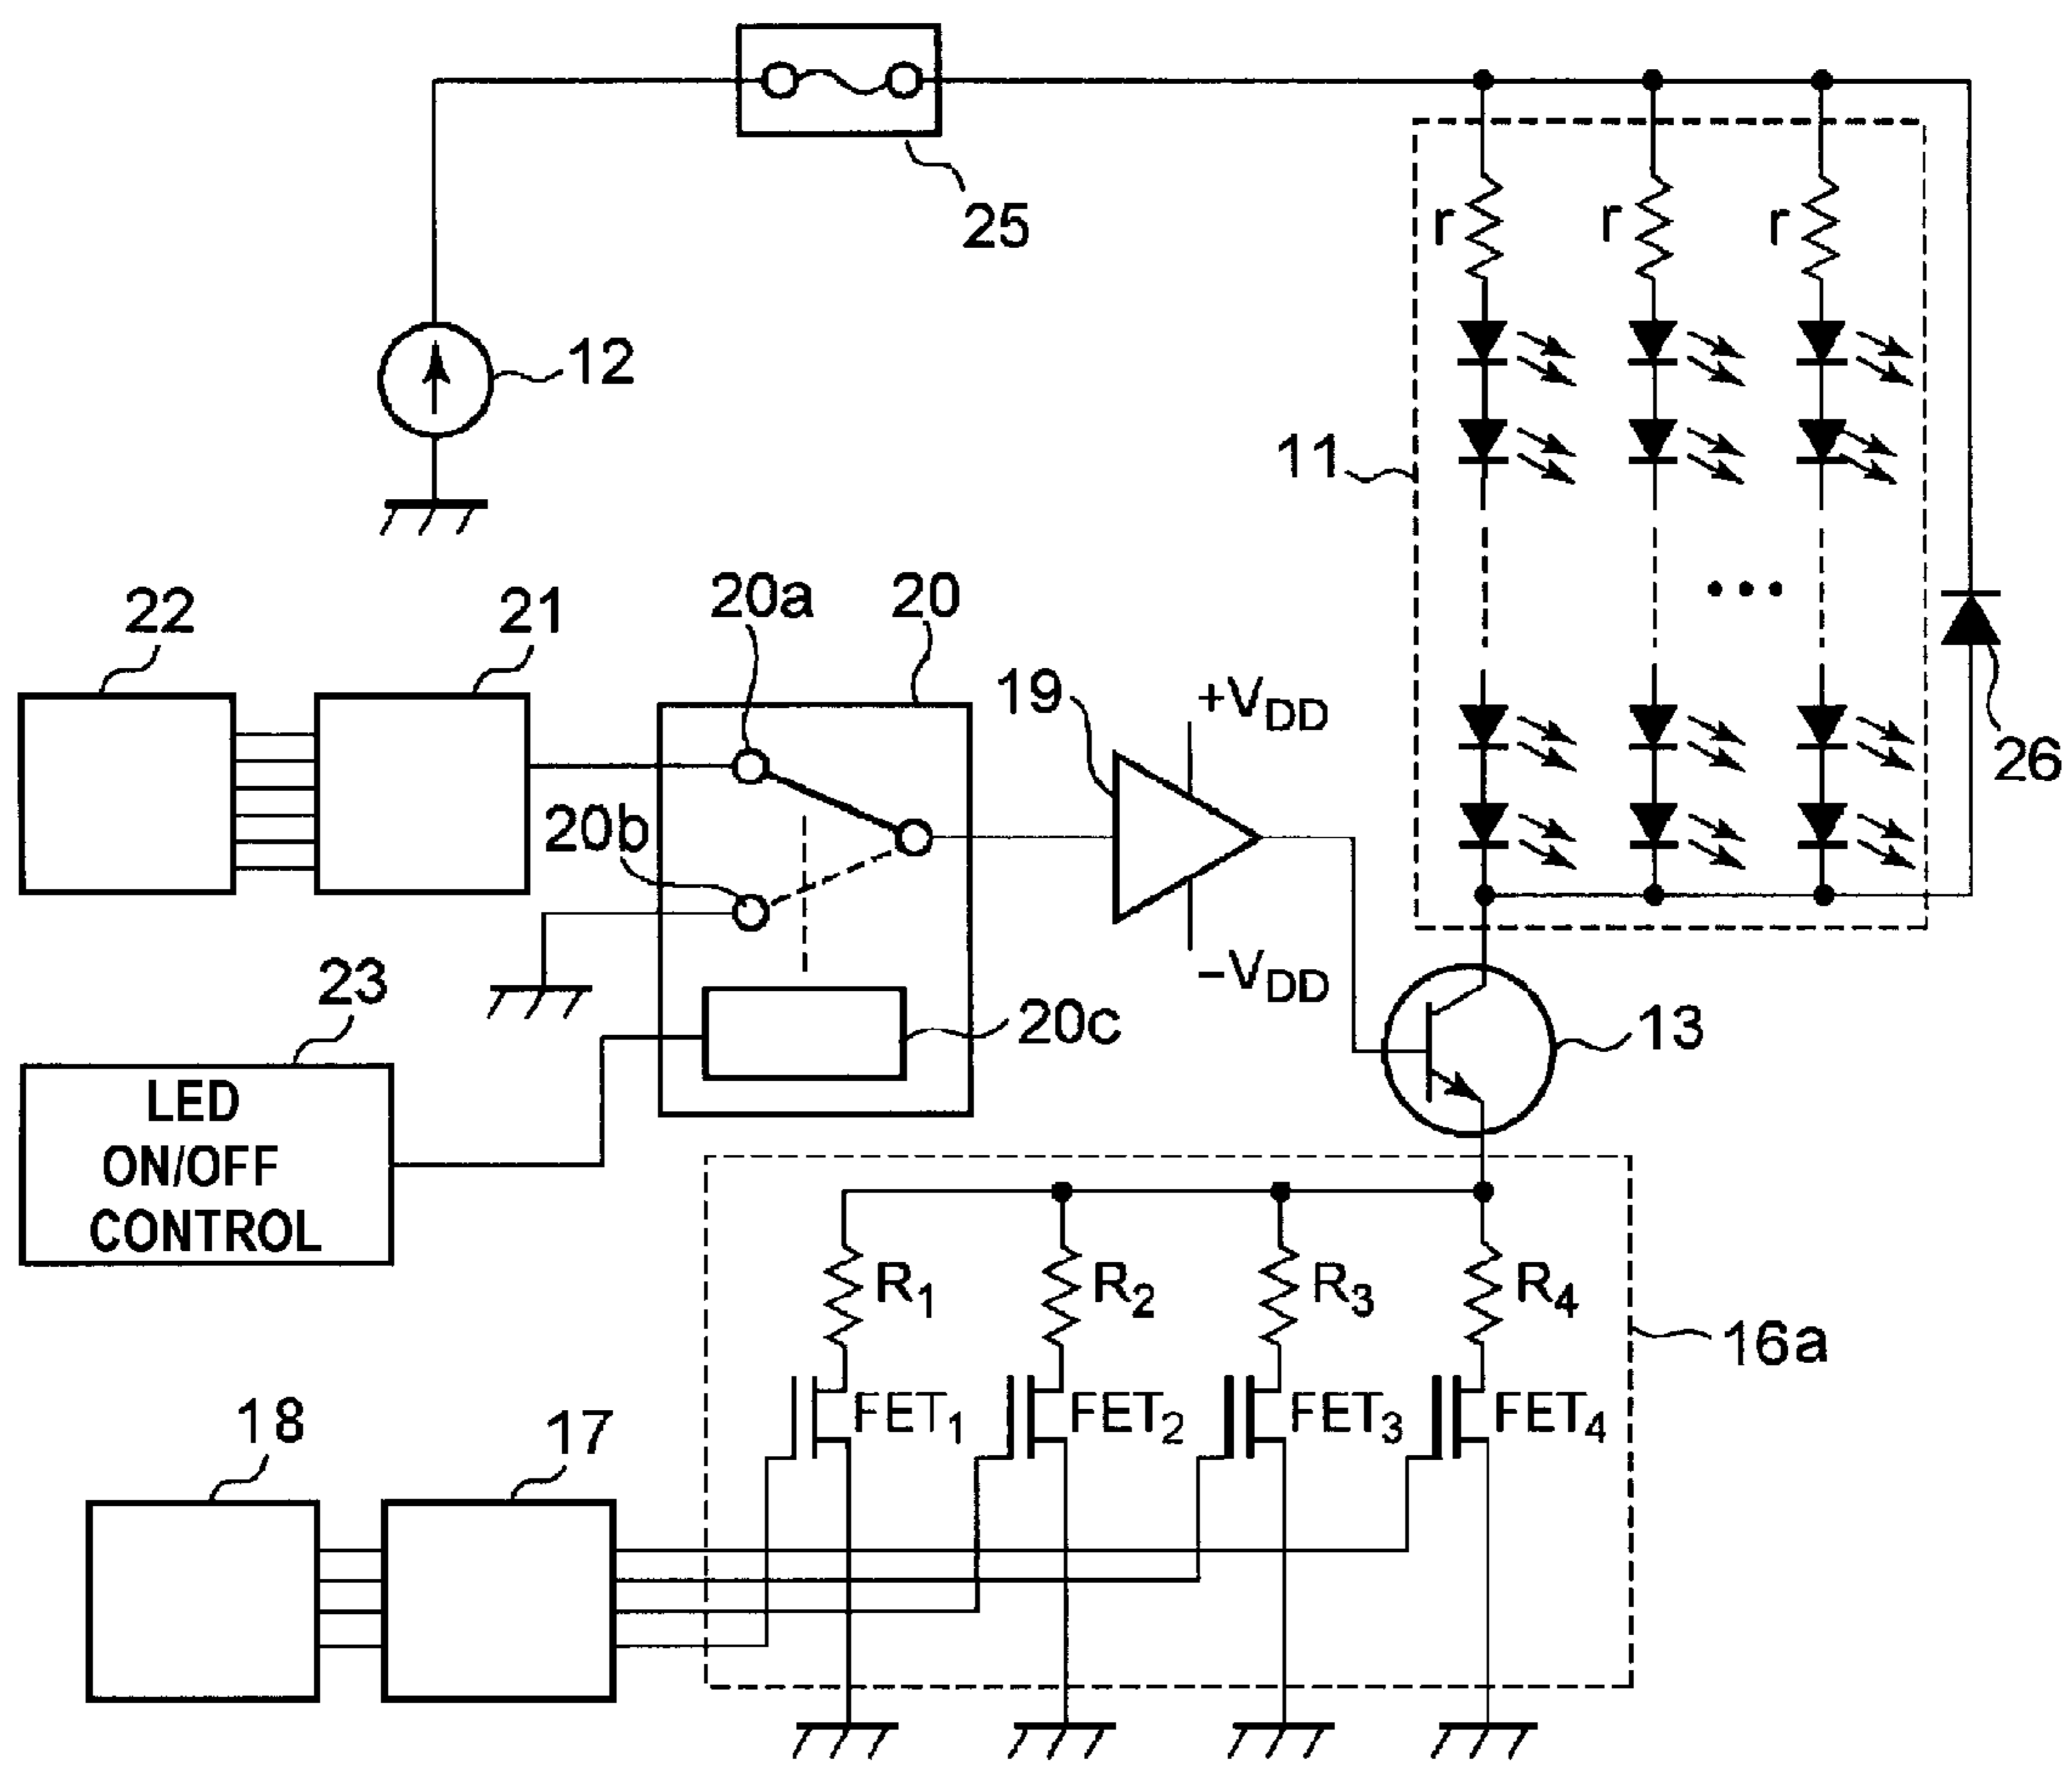 25
r
r
r
12
11
22
21
20a
20
19
+VDD
26
20b
-VDD
23
20c
13
LED
ON/OFF
CONTROL
R1
R2
R3
R4
16a
FET1
FET2
FET3
FET4
18
17